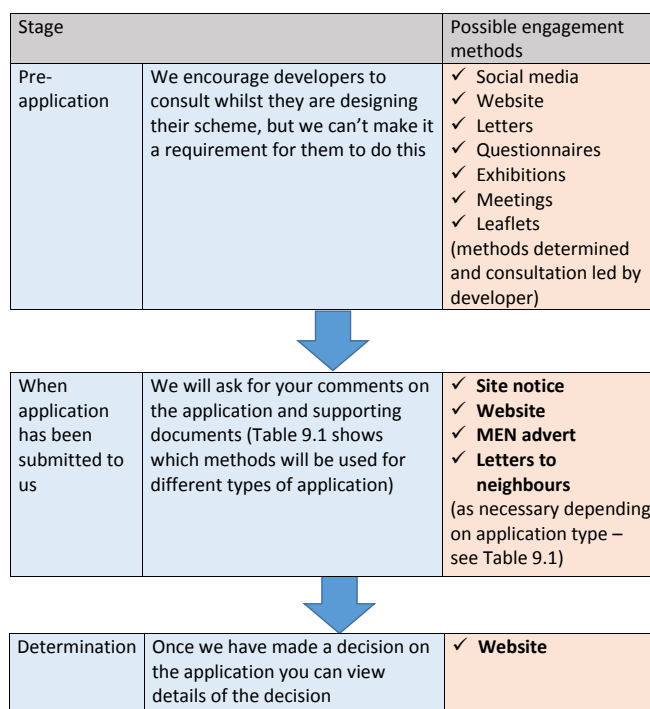 Stage
Possible engagement
methods
Pre-
application
We encourage developers to
consult whilst they are designing
their scheme, but we can’t make it
a requirement for them to do this
✓ Social media
✓ Website
✓ Letters
✓ Questionnaires
✓ Exhibitions
✓ Meetings
✓ Leaflets
(methods determined
and consultation led by
developer)
When
application
has been
submitted to
us
We will ask for your comments on
the application and supporting
documents (Table 9.1 shows
which methods will be used for
different types of application)
✓ Site notice
✓ Website
✓ MEN advert
✓ Letters to
neighbours
(as necessary depending
on application type –
see Table 9.1)
Determination
Once we have made a decision on
the application you can view
details of the decision
✓ Website